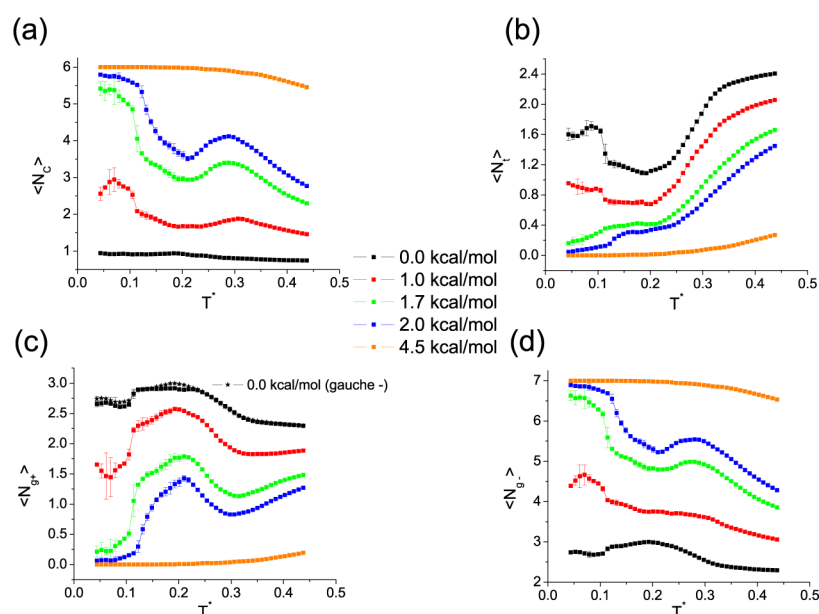 (a)
6
5
4
3
2
1
<N_C>
0.0 0.1 0.2 0.3 0.4 0.5
T*
(b)
2.4
2.0
1.6
1.2
0.8
0.4
0.0
<N_t>
0.0 0.1 0.2 0.3 0.4 0.5
T*
0.0 kcal/mol
1.0 kcal/mol
1.7 kcal/mol
2.0 kcal/mol
4.5 kcal/mol
(c)
0.0 kcal/mol (gauche -)
3.0
2.5
2.0
1.5
1.0
0.5
0.0
<N_g+>
0.0 0.1 0.2 0.3 0.4 0.5
T*
(d)
7
6
5
4
3
2
<N_g->
0.0 0.1 0.2 0.3 0.4 0.5
T*